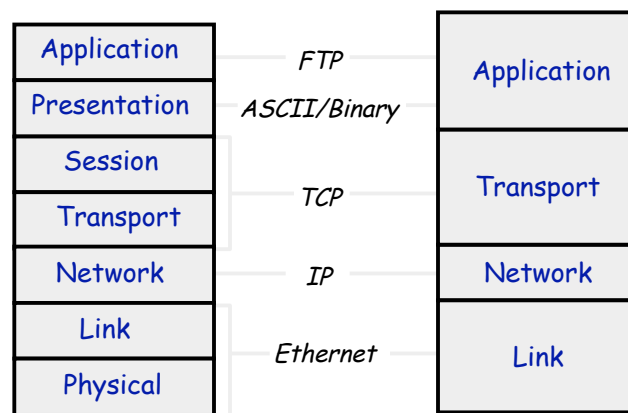 Application
Presentation
Session
Transport
Network
Link
Physical
FTP
ASCII/Binary
TCP
IP
Ethernet
Application
Transport
Network
Link